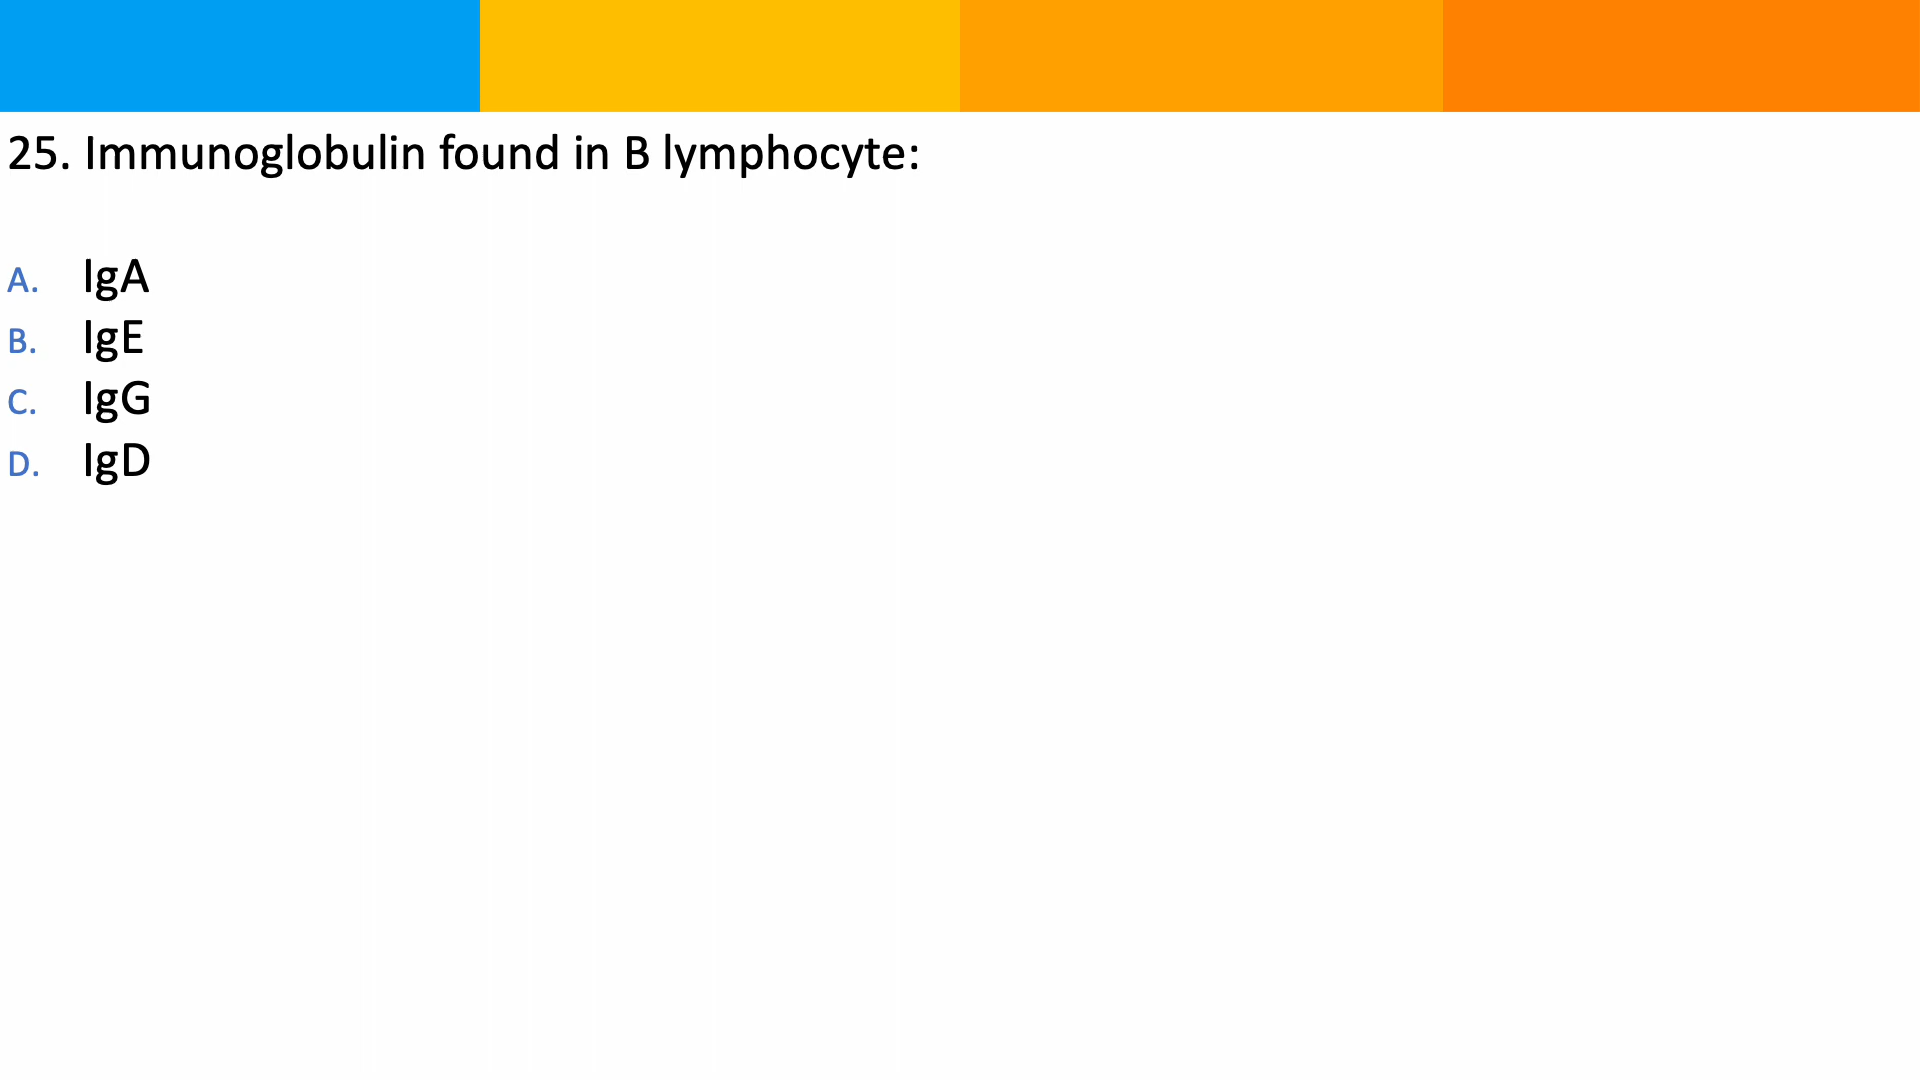 25. Immunoglobulin found in B lymphocyte:
A. IgA
B. IgE
C. IgG
D. IgD